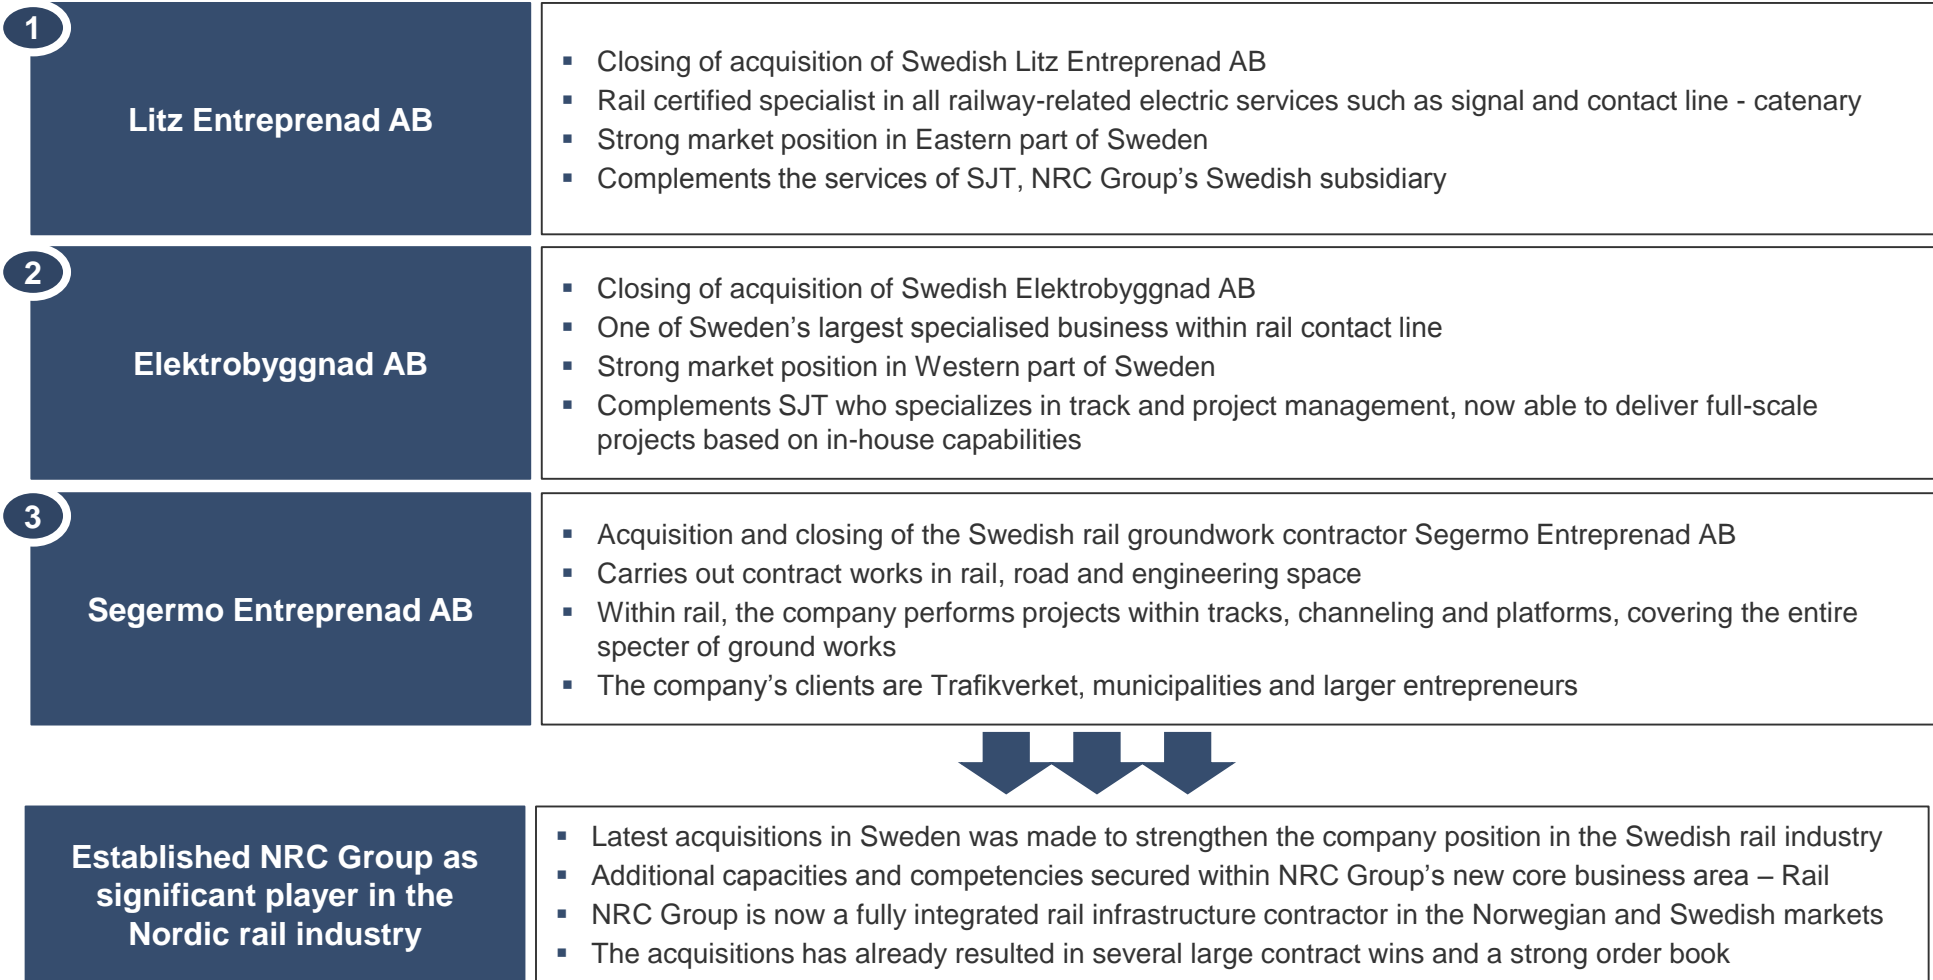 1
Litz Entreprenad AB
▪ Closing of acquisition of Swedish Litz Entreprenad AB
▪ Rail certified specialist in all railway-related electric services such as signal and contact line - catenary
▪ Strong market position in Eastern part of Sweden
▪ Complements the services of SJT, NRC Group’s Swedish subsidiary
2
Elektrobyggnad AB
▪ Closing of acquisition of Swedish Elektrobyggnad AB
▪ One of Sweden’s largest specialised business within rail contact line
▪ Strong market position in Western part of Sweden
▪ Complements SJT who specializes in track and project management, now able to deliver full-scale
projects based on in-house capabilities
3
Segermo Entreprenad AB
▪ Acquisition and closing of the Swedish rail groundwork contractor Segermo Entreprenad AB
▪ Carries out contract works in rail, road and engineering space
▪ Within rail, the company performs projects within tracks, channeling and platforms, covering the entire
specter of ground works
▪ The company’s clients are Trafikverket, municipalities and larger entrepreneurs
Established NRC Group as
significant player in the
Nordic rail industry
▪ Latest acquisitions in Sweden was made to strengthen the company position in the Swedish rail industry
▪ Additional capacities and competencies secured within NRC Group’s new core business area – Rail
▪ NRC Group is now a fully integrated rail infrastructure contractor in the Norwegian and Swedish markets
▪ The acquisitions has already resulted in several large contract wins and a strong order book